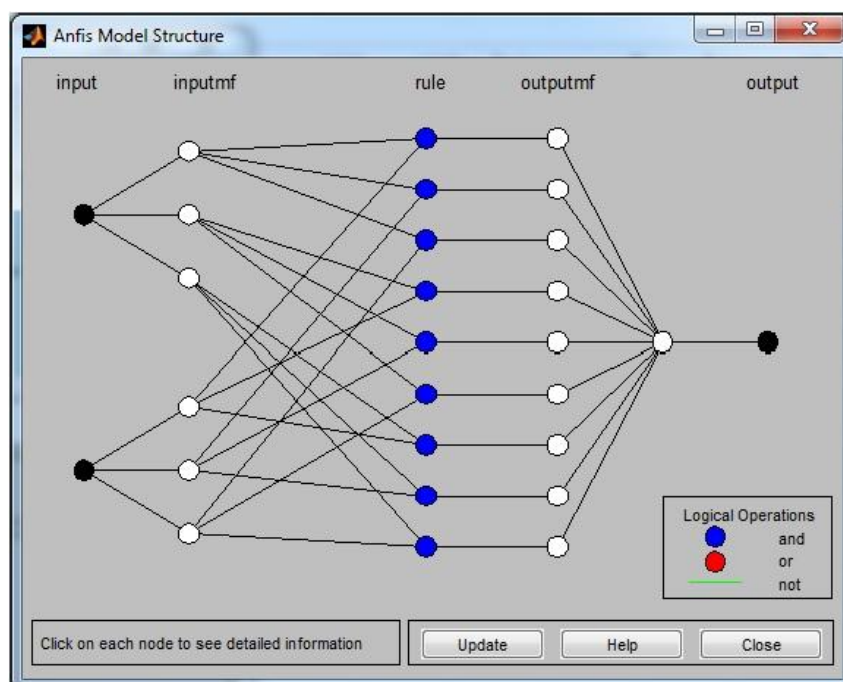 Anfis Model Structure
input inputmf rule outputmf output
Logical Operations
and
or
not
Click on each node to see detailed information
Update Help Close